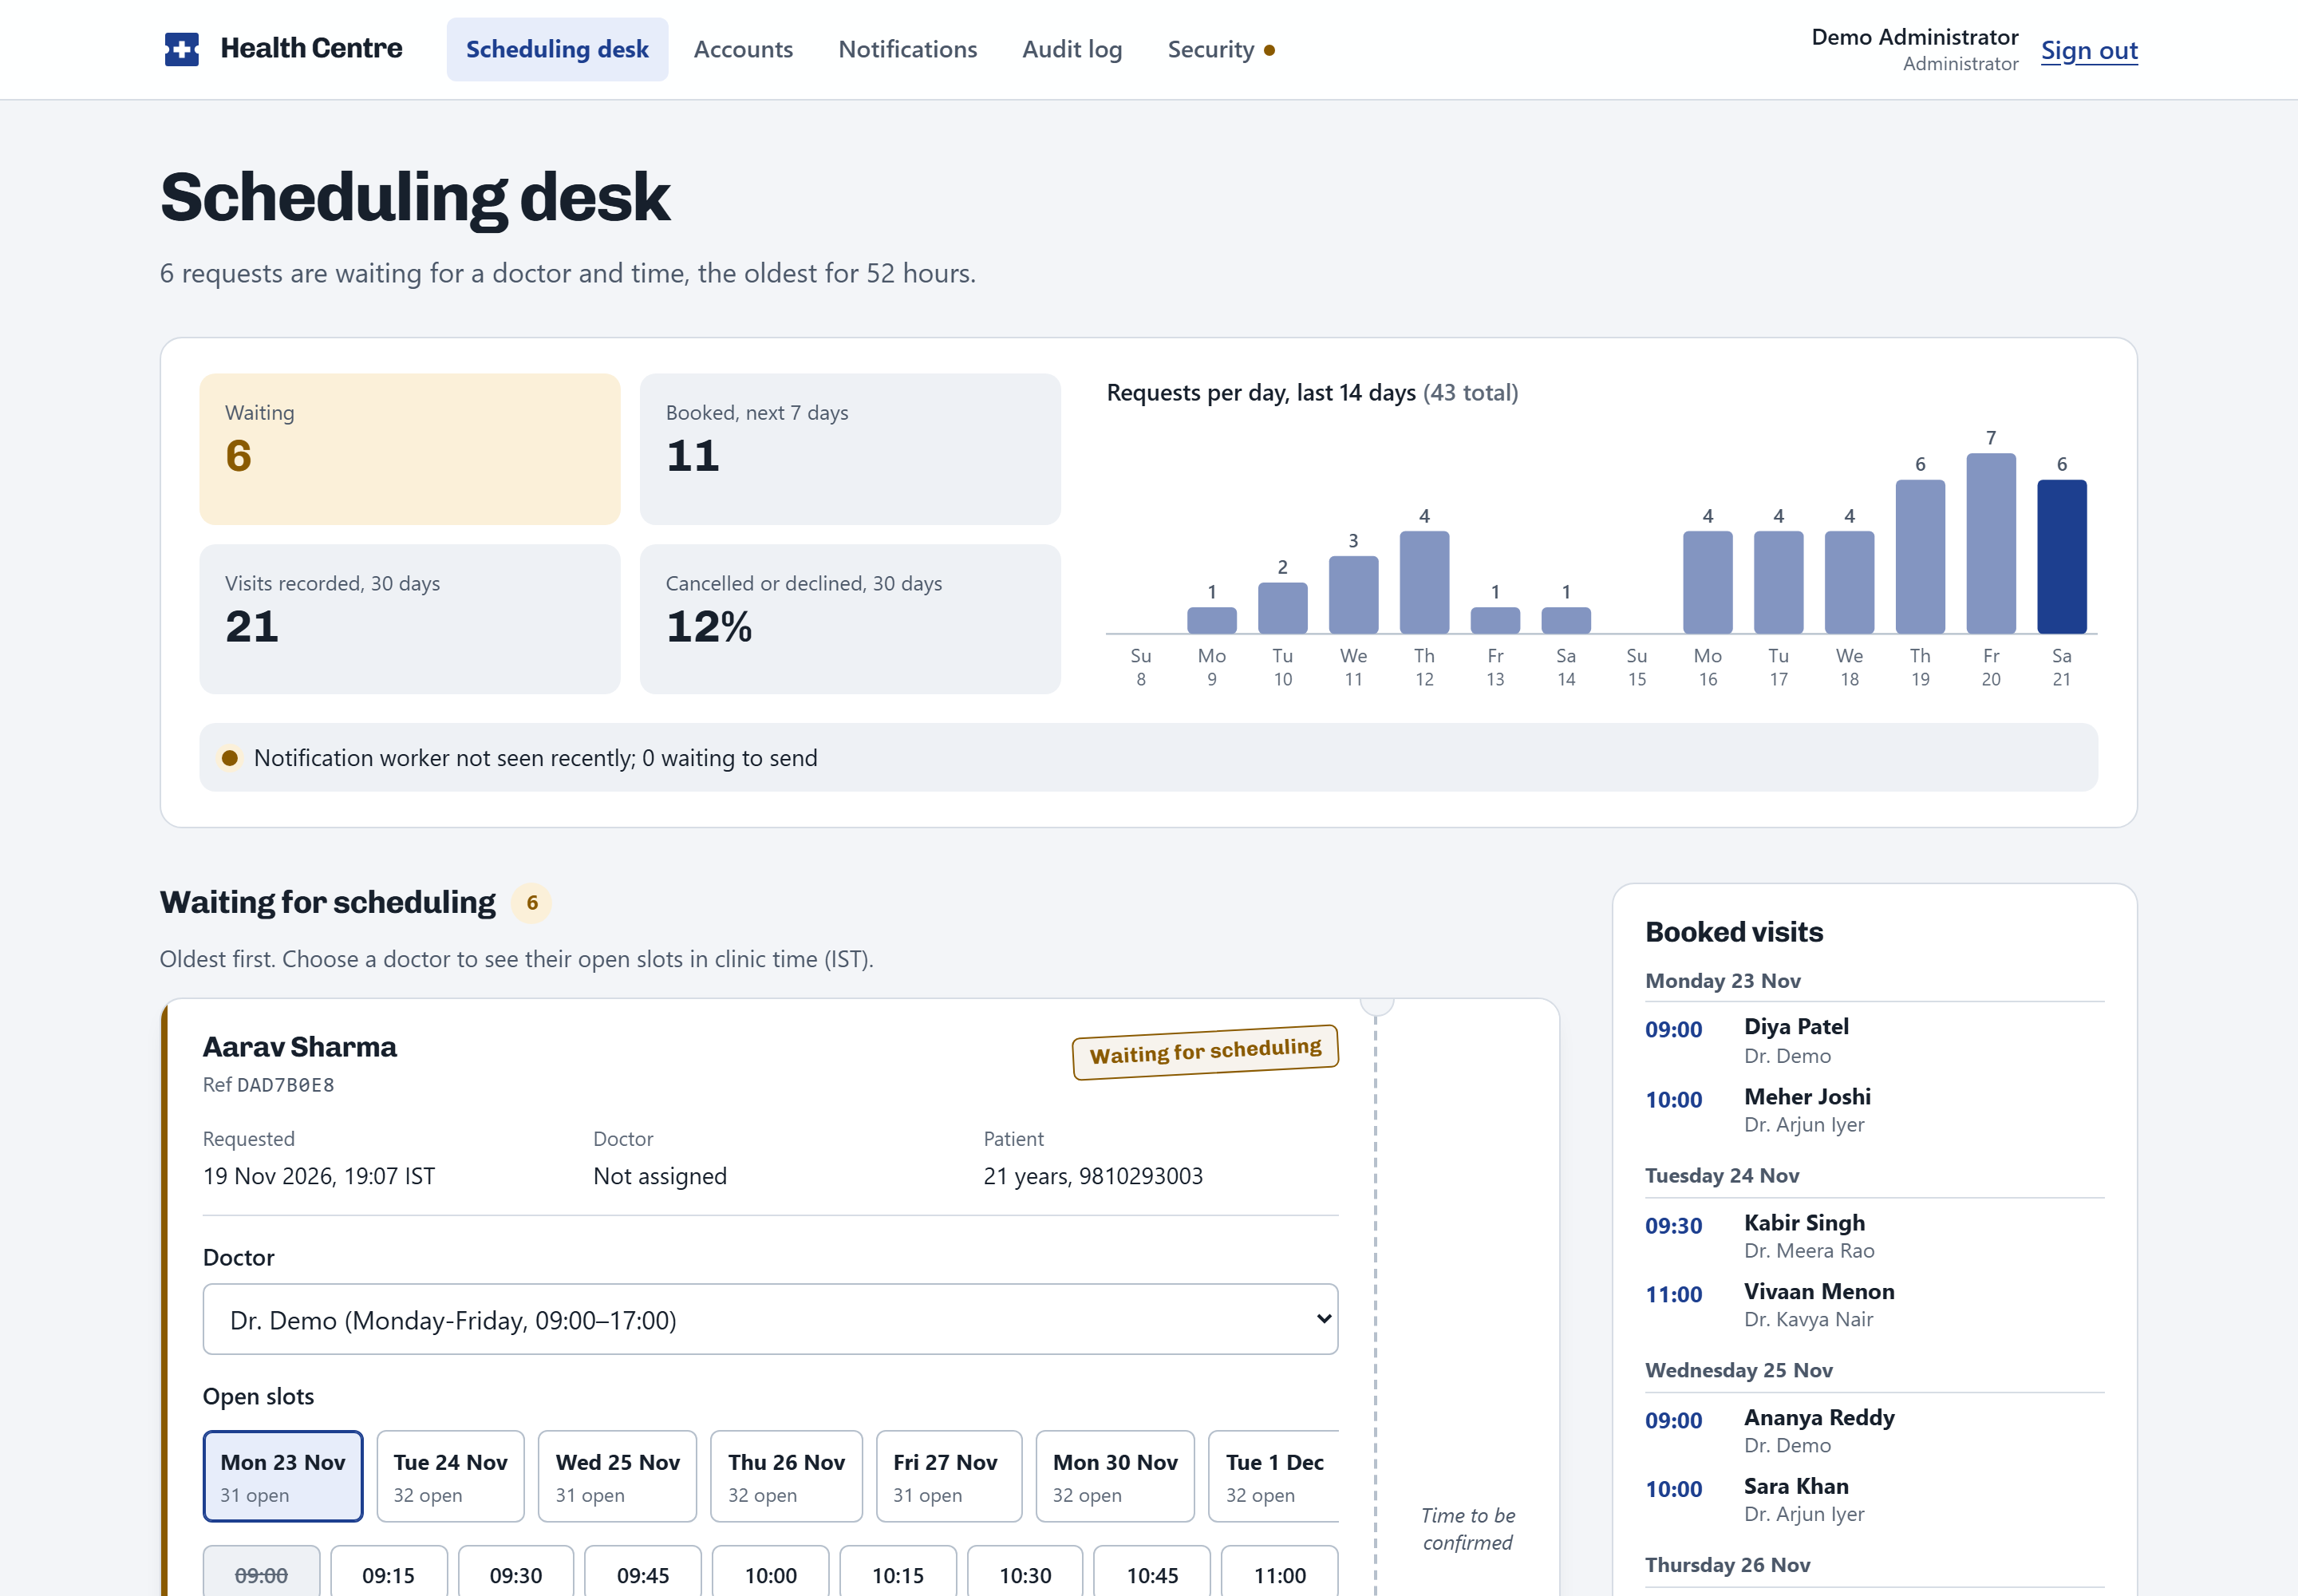 Health Centre
Scheduling desk
Accounts
Notifications
Audit log
Security
Demo Administrator
Administrator
Sign out
Scheduling desk
6 requests are waiting for a doctor and time, the oldest for 52 hours.
Waiting
6
Booked, next 7 days
11
Visits recorded, 30 days
21
Cancelled or declined, 30 days
12%
Requests per day, last 14 days (43 total)
1 2 3 4 1 1 4 4 4 6 7 6
Su Mo Tu We Th Fr Sa Su Mo Tu We Th Fr Sa
8 9 10 11 12 13 14 15 16 17 18 19 20 21
Notification worker not seen recently; 0 waiting to send
Waiting for scheduling 6
Oldest first. Choose a doctor to see their open slots in clinic time (IST).
Aarav Sharma
Ref DAD7B0E8
Waiting for scheduling
Requested
19 Nov 2026, 19:07 IST
Doctor
Not assigned
Patient
21 years, 9810293003
Doctor
Dr. Demo (Monday-Friday, 09:00–17:00)
Open slots
Mon 23 Nov
31 open
Tue 24 Nov
32 open
Wed 25 Nov
31 open
Thu 26 Nov
32 open
Fri 27 Nov
31 open
Mon 30 Nov
32 open
Tue 1 Dec
32 open
09:00 09:15 09:30 09:45 10:00 10:15 10:30 10:45 11:00
Time to be
confirmed
Booked visits
Monday 23 Nov
09:00 Diya Patel
Dr. Demo
10:00 Meher Joshi
Dr. Arjun Iyer
Tuesday 24 Nov
09:30 Kabir Singh
Dr. Meera Rao
11:00 Vivaan Menon
Dr. Kavya Nair
Wednesday 25 Nov
09:00 Ananya Reddy
Dr. Demo
10:00 Sara Khan
Dr. Arjun Iyer
Thursday 26 Nov